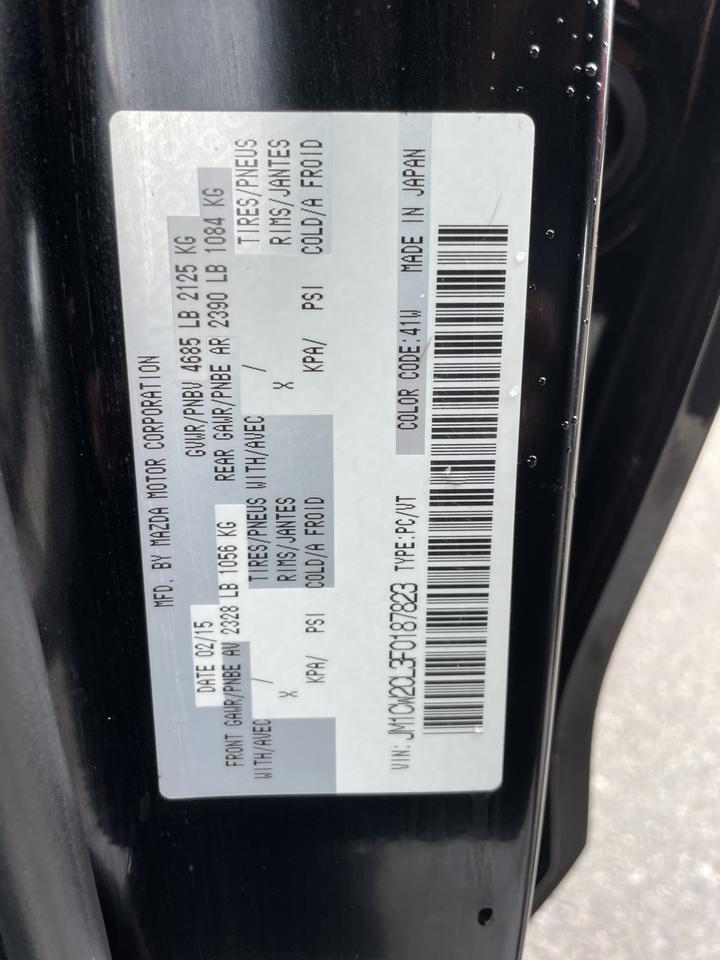 MFD. BY MAZDA MOTOR CORPORATION
DATE 02/15 GVWR/PNBV 4685 LB 2125 KG
FRONT GAWR/PNBE AV 2328 LB 1056 KG REAR GAWR/PNBE AR 2390 LB 1084 KG
WITH/AVEC / TIRES/PNEUS WITH/AVEC / TIRES/PNEUS
X RIMS/JANTES X RIMS/JANTES
KPA/ PSI COLD/A FROID KPA/ PSI COLD/A FROID
VIN: JM1CW2CL3F0187823 TYPE:PC/VT COLOR CODE:41W MADE IN JAPAN